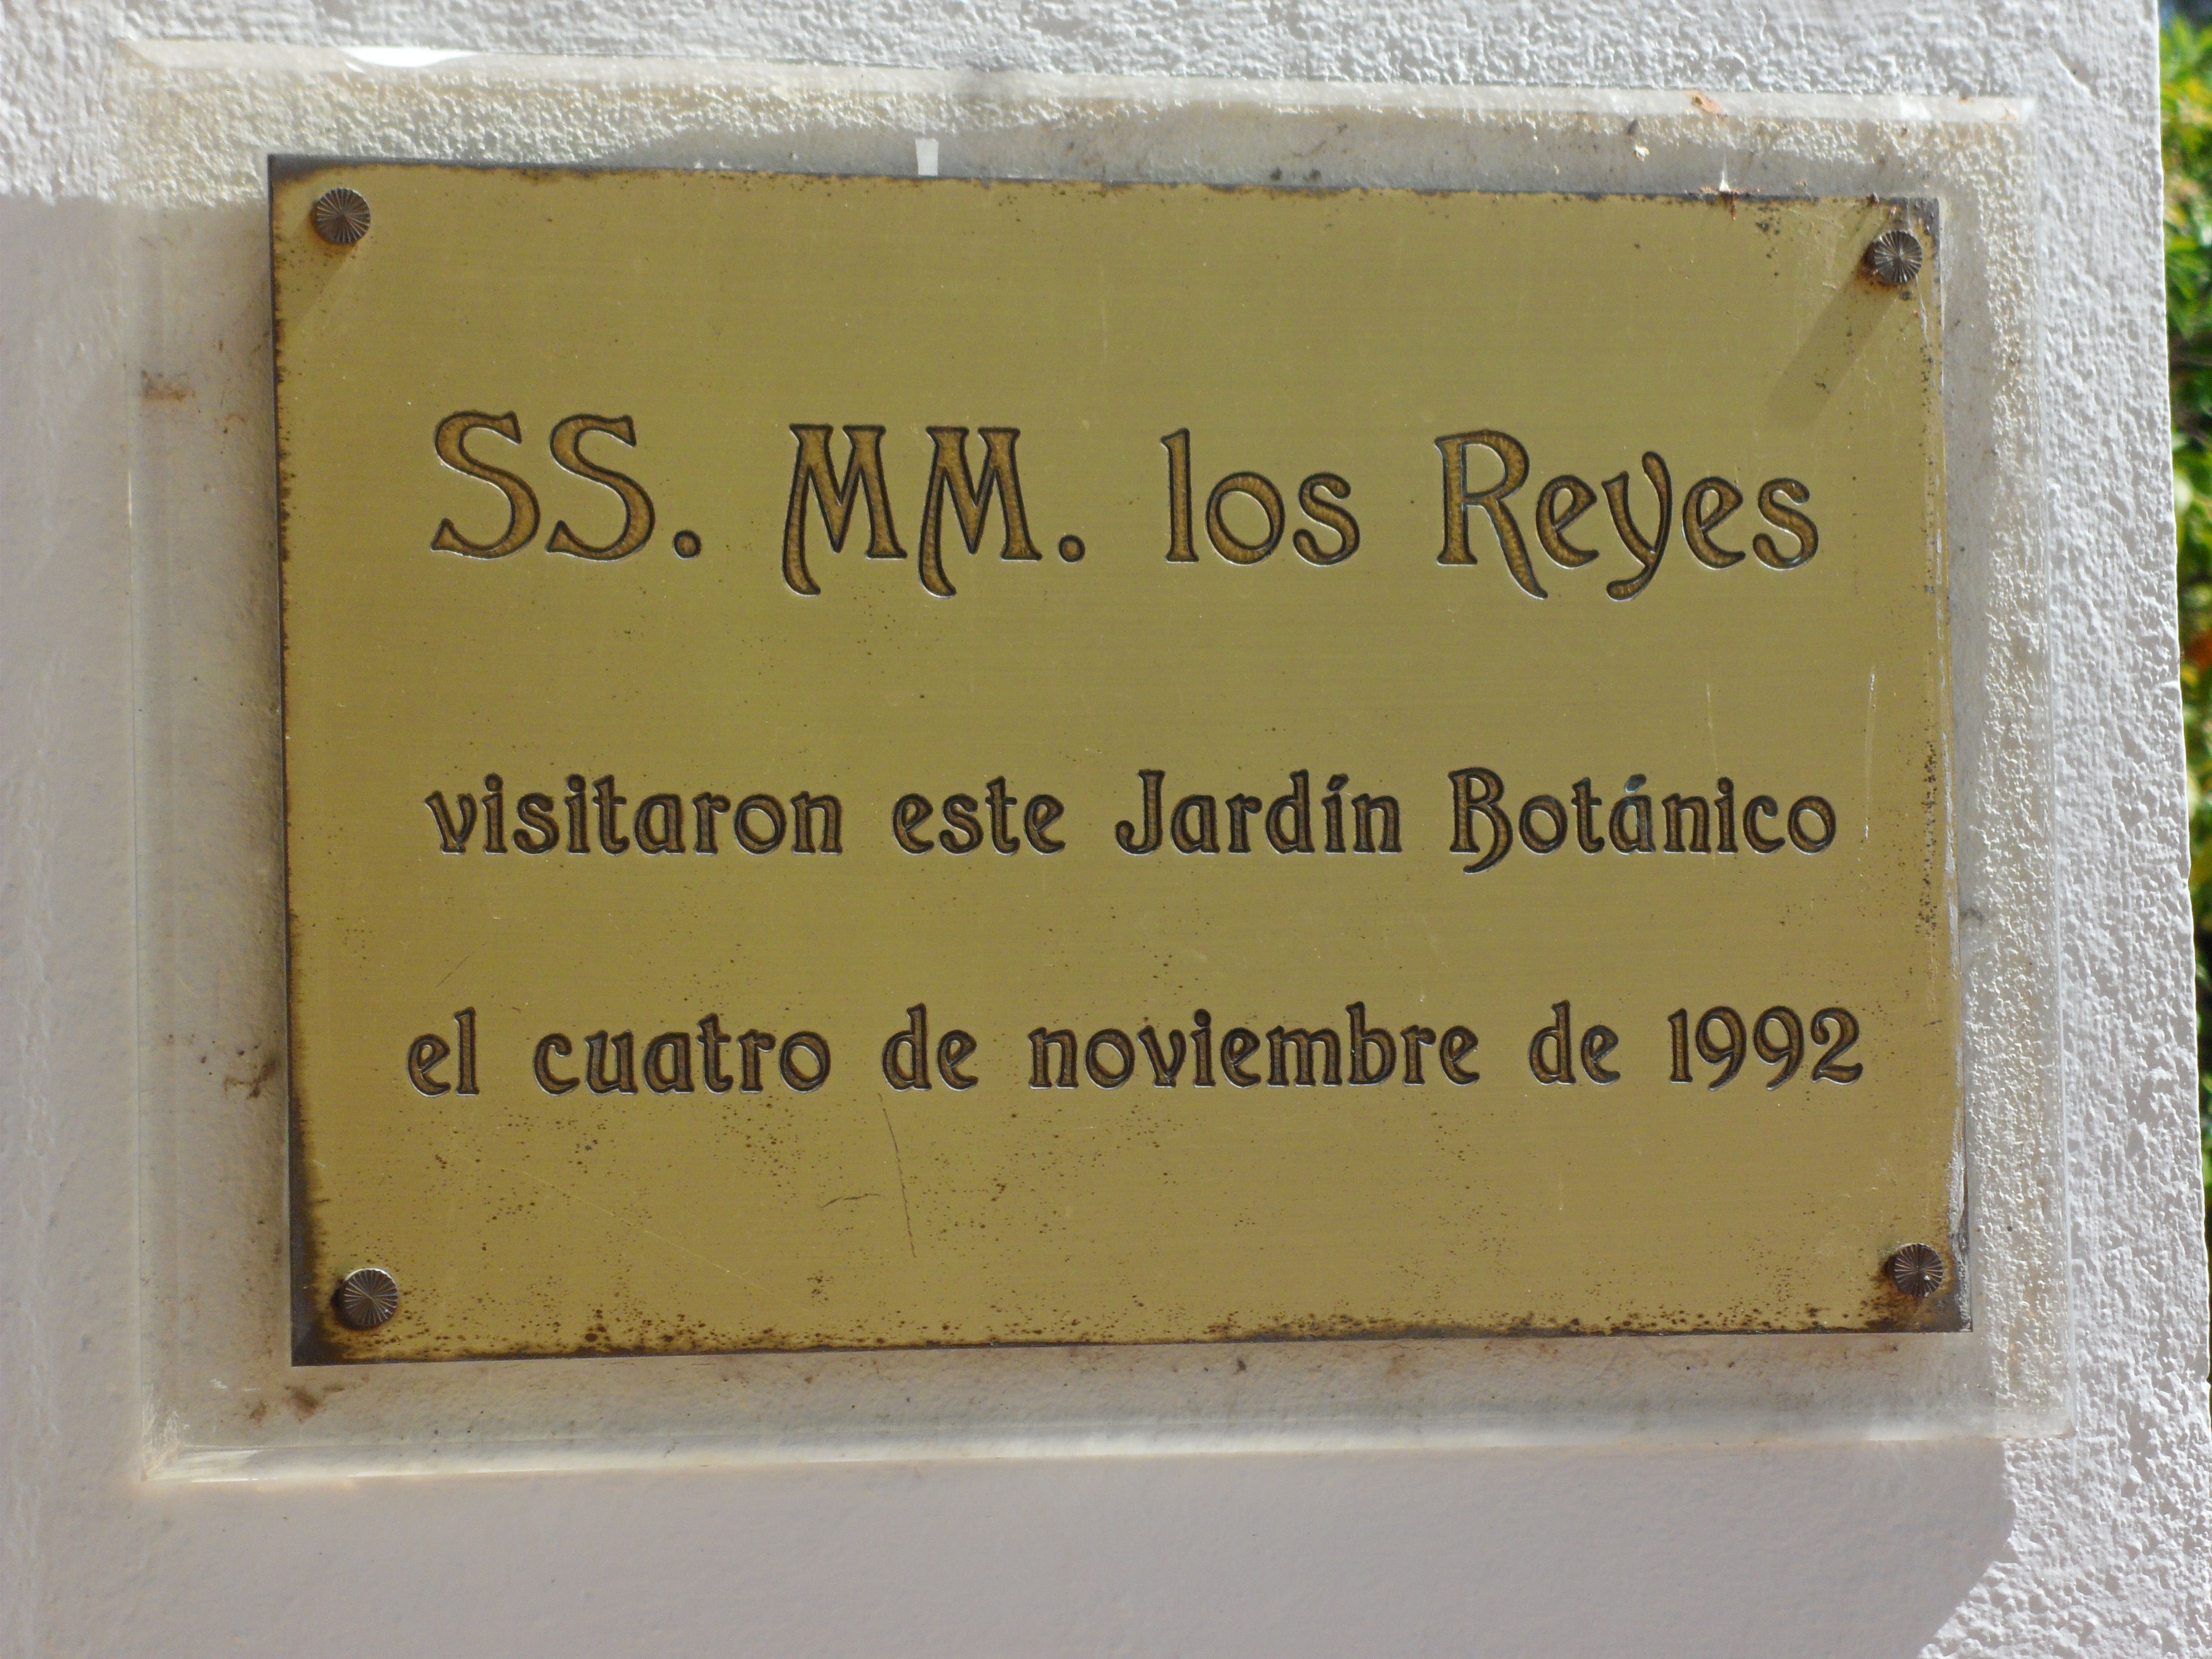 SS. MM. los Reyes
visitaron este Jardín Botánico
el cuatro de noviembre de 1992